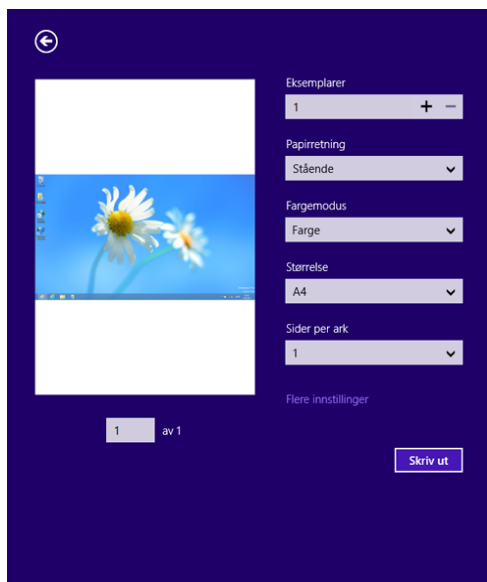 Eksemplarer
1
Papirretning
Stående
Fargemodus
Farge
Størrelse
A4
Sider per ark
1
Flere innstillinger
1 av 1
Skriv ut